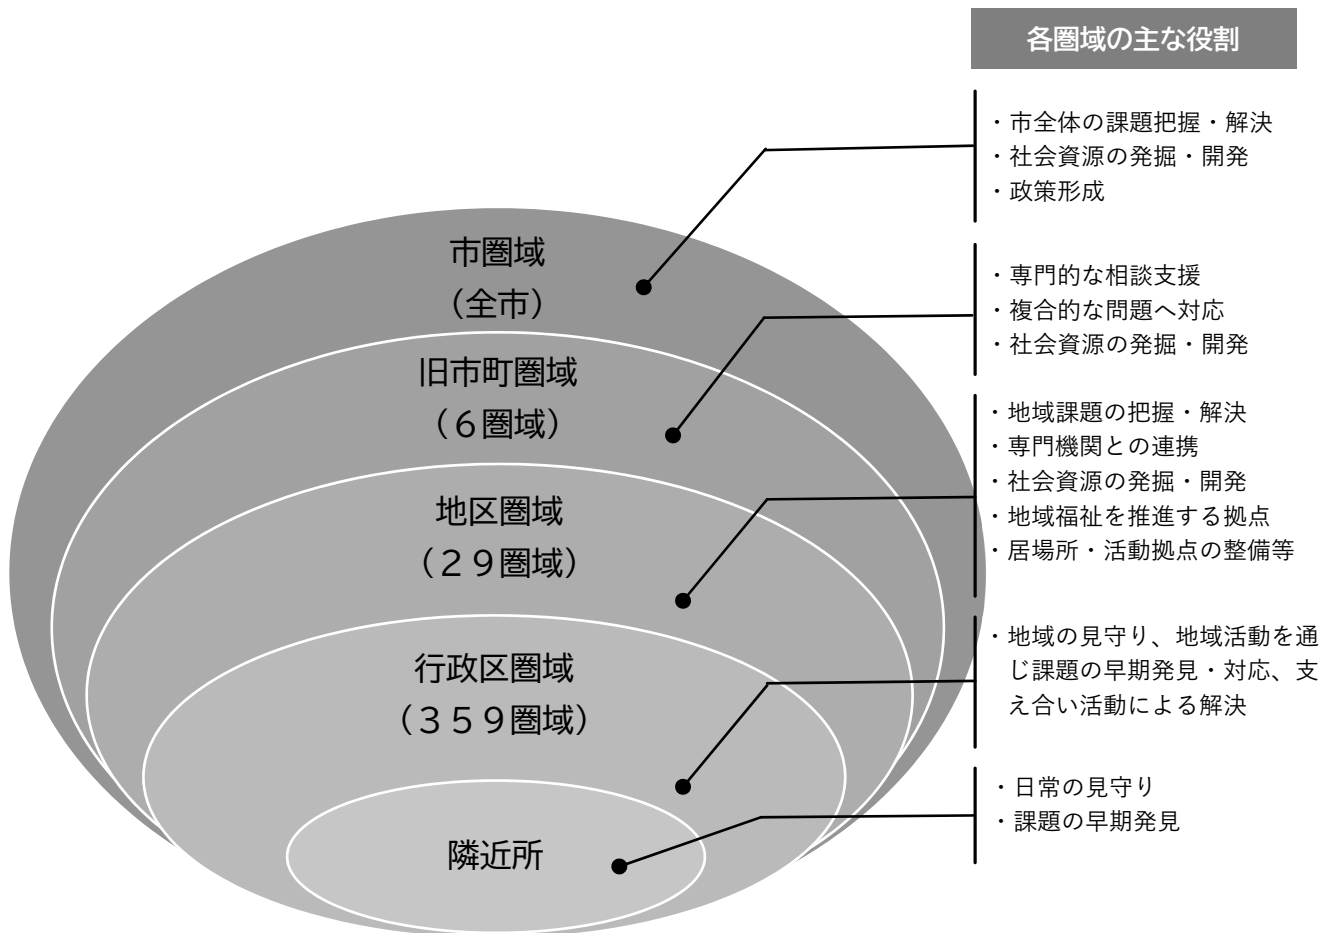 各圏域の主な役割
・市全体の課題把握・解決
・社会資源の発掘・開発
・政策形成
市圏域
（全市）
・専門的な相談支援
・複合的な問題へ対応
・社会資源の発掘・開発
旧市町圏域
（６圏域）
・地域課題の把握・解決
・専門機関との連携
・社会資源の発掘・開発
・地域福祉を推進する拠点
・居場所・活動拠点の整備等
地区圏域
（２９圏域）
・地域の見守り、地域活動を通
じ課題の早期発見・対応、支
え合い活動による解決
行政区圏域
（３５９圏域）
・日常の見守り
・課題の早期発見
隣近所